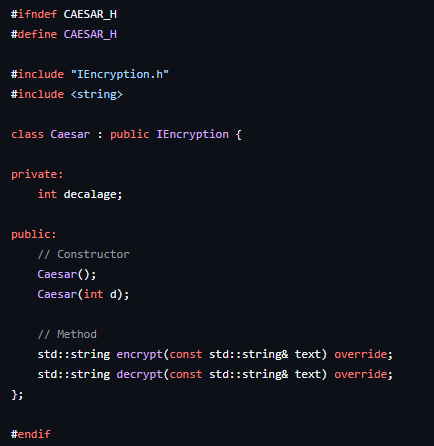 #ifndef CAESAR_H
#define CAESAR_H
#include "IEncryption.h"
#include <string>
class Caesar : public IEncryption {
private:
int decalage;
public:
// Constructor
Caesar();
Caesar(int d);
// Method
std::string encrypt(const std::string& text) override;
std::string decrypt(const std::string& text) override;
};
#endif